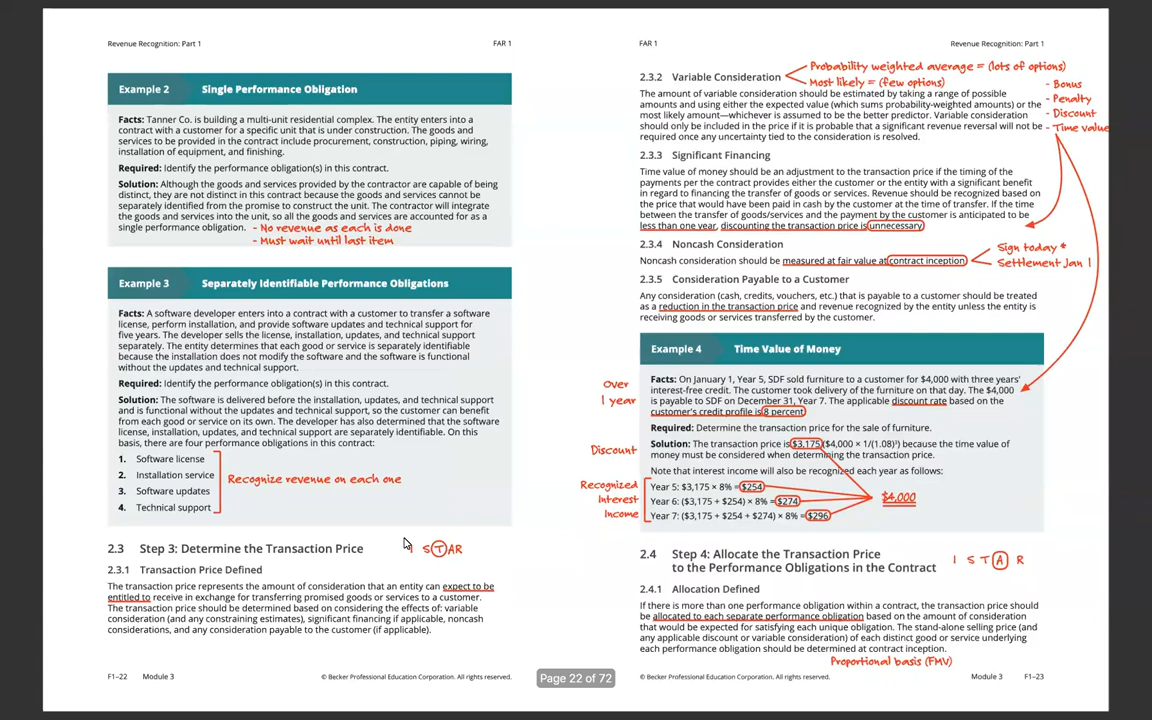 Revenue Recognition: Part 1
FAR 1
Example 2
Single Performance Obligation
Facts: Tanner Co. is building a multi-unit residential complex. The entity enters into a
contract with a customer for a specific unit that is under construction. The goods and
services to be provided in the contract include procurement, construction, piping, wiring,
installation of equipment, and finishing.
Required: Identify the performance obligation(s) in this contract.
Solution: Although the goods and services provided by the contractor are capable of being
distinct, they are not distinct in this contract because the goods and services cannot be
separately identified from the promise to construct the unit. The contractor will integrate
the goods and services into the unit, so all the goods and services are accounted for as a
single performance obligation.
- No revenue as each is done
- Must wait until last item
Example 3
Separately Identifiable Performance Obligations
Facts: A software developer enters into a contract with a customer to transfer a software
license, perform installation, and provide software updates and technical support for
five years. The developer sells the license, installation, updates, and technical support
separately. The entity determines that each good or service is separately identifiable
because the installation does not modify the software and the software is functional
without the updates and technical support.
Required: Identify the performance obligation(s) in this contract.
Solution: The software is delivered before the installation, updates, and technical support
and is functional without the updates and technical support, so the customer can benefit
from each good or service on its own. The developer has also determined that the software
license, installation, updates, and technical support are separately identifiable. On this
basis, there are four performance obligations in this contract:
1. Software license
2. Installation service
3. Software updates
4. Technical support
Recognize revenue on each one
2.3 Step 3: Determine the Transaction Price
I STAR
2.3.1 Transaction Price Defined
The transaction price represents the amount of consideration that an entity can expect to be
entitled to receive in exchange for transferring promised goods or services to a customer.
The transaction price should be determined based on considering the effects of: variable
consideration (and any constraining estimates), significant financing if applicable, noncash
considerations, and any consideration payable to the customer (if applicable).
F1–22 Module 3
© Becker Professional Education Corporation. All rights reserved.
Page 22 of 72
FAR 1
Revenue Recognition: Part 1
2.3.2 Variable Consideration
Probability weighted average = (lots of options)
Most likely = (few options)
The amount of variable consideration should be estimated by taking a range of possible
amounts and using either the expected value (which sums probability-weighted amounts) or the
most likely amount—whichever is assumed to be the better predictor. Variable consideration
should only be included in the price if it is probable that a significant revenue reversal will not be
required once any uncertainty tied to the consideration is resolved.
- Bonus
- Penalty
- Discount
- Time value
2.3.3 Significant Financing
Time value of money should be an adjustment to the transaction price if the timing of the
payments per the contract provides either the customer or the entity with a significant benefit
in regard to financing the transfer of goods or services. Revenue should be recognized based on
the price that would have been paid in cash by the customer at the time of transfer. If the time
between the transfer of goods/services and the payment by the customer is anticipated to be
less than one year, discounting the transaction price is unnecessary.
2.3.4 Noncash Consideration
Noncash consideration should be measured at fair value at contract inception.
Sign today *
Settlement Jan 1
2.3.5 Consideration Payable to a Customer
Any consideration (cash, credits, vouchers, etc.) that is payable to a customer should be treated
as a reduction in the transaction price and revenue recognized by the entity unless the entity is
receiving goods or services transferred by the customer.
Example 4
Time Value of Money
Over
1 year
Facts: On January 1, Year 5, SDF sold furniture to a customer for $4,000 with three years'
interest-free credit. The customer took delivery of the furniture on that day. The $4,000
is payable to SDF on December 31, Year 7. The applicable discount rate based on the
customer's credit profile is 8 percent.
Required: Determine the transaction price for the sale of furniture.
Discount
Solution: The transaction price is $3,175 ($4,000 × 1/(1.08)³) because the time value of
money must be considered when determining the transaction price.
Note that interest income will also be recognized each year as follows:
Recognized
Interest
Income
Year 5: $3,175 × 8% = $254
Year 6: ($3,175 + $254) × 8% = $274
Year 7: ($3,175 + $254 + $274) × 8% = $296
$4,000
2.4 Step 4: Allocate the Transaction Price
to the Performance Obligations in the Contract
I S T A R
2.4.1 Allocation Defined
If there is more than one performance obligation within a contract, the transaction price should
be allocated to each separate performance obligation based on the amount of consideration
that would be expected for satisfying each unique obligation. The stand-alone selling price (and
any applicable discount or variable consideration) of each distinct good or service underlying
each performance obligation should be determined at contract inception.
Proportional basis (FMV)
© Becker Professional Education Corporation. All rights reserved.
Module 3 F1–23